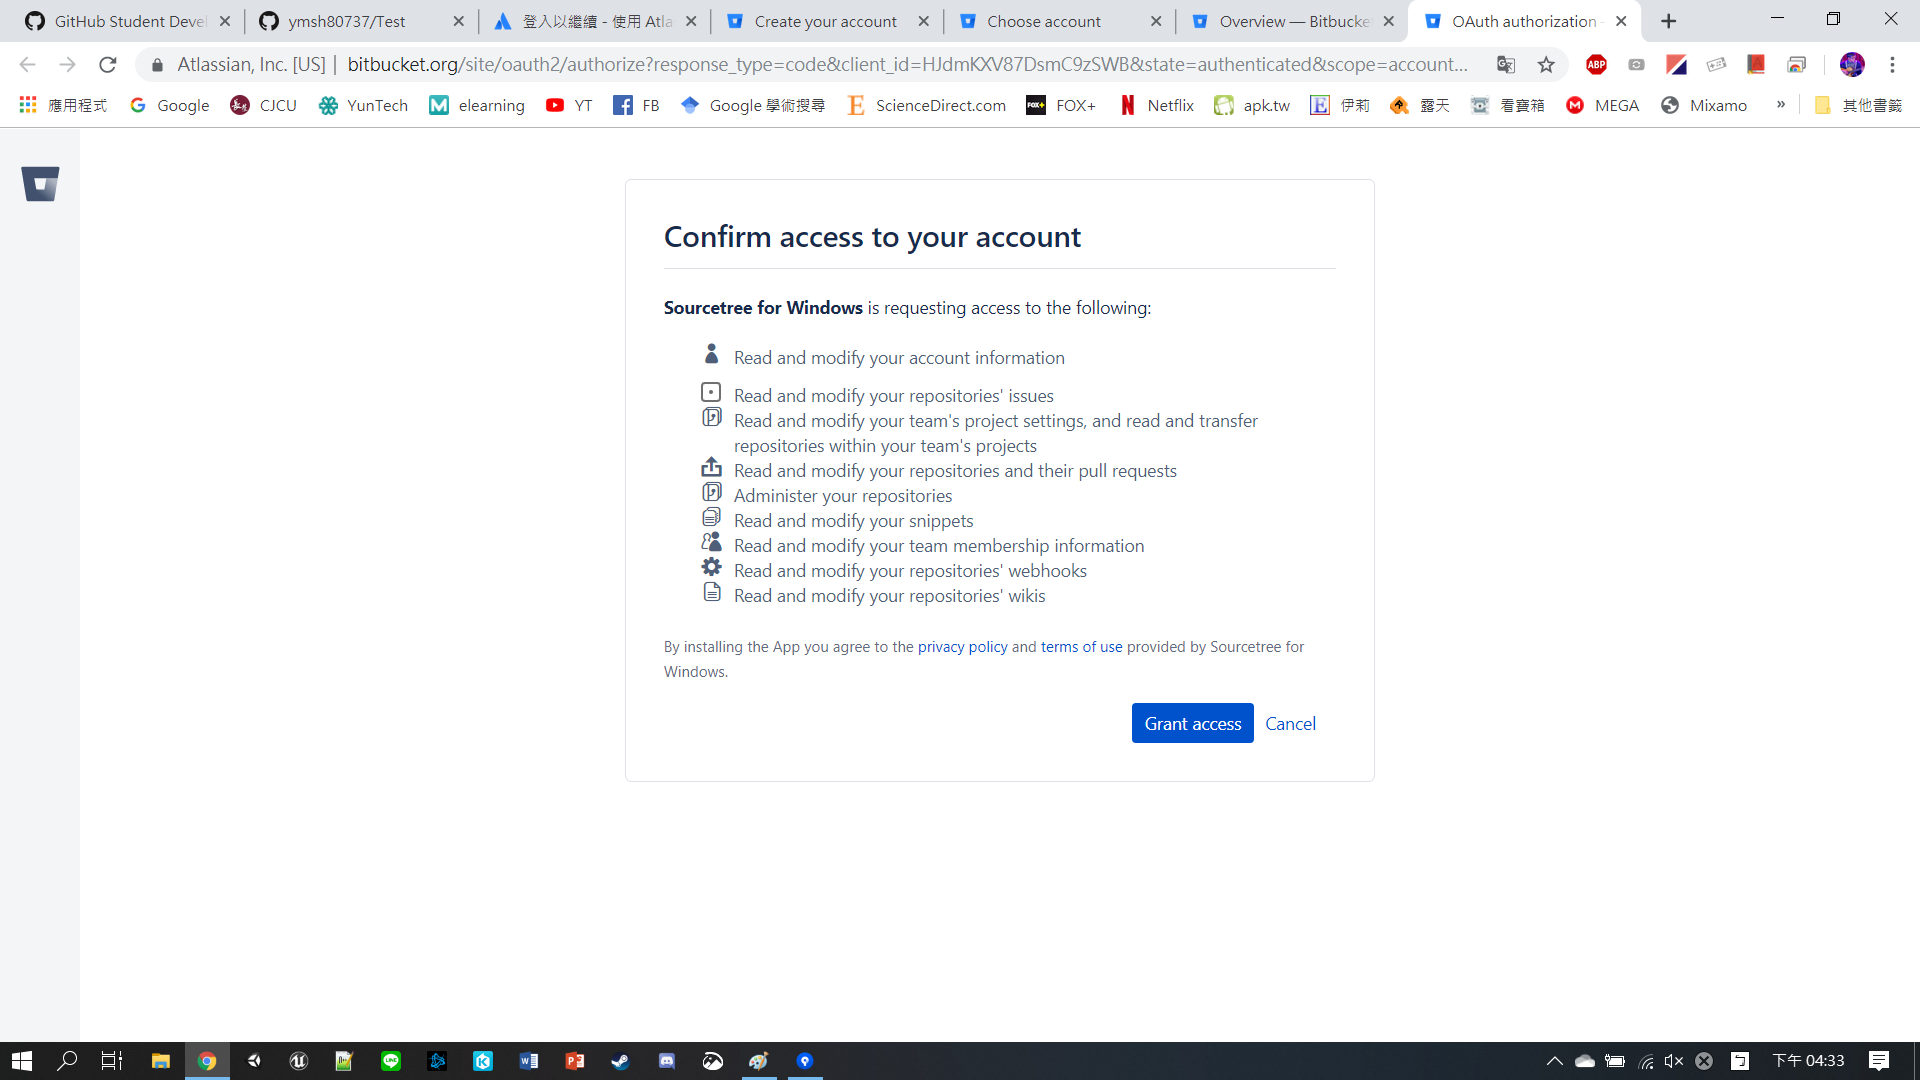 GitHub Student Devel
ymsh80737/Test
登入以繼續 - 使用 Atla
Create your account
Choose account
Overview — Bitbucke
OAuth authorization -
Atlassian, Inc. [US] | bitbucket.org/site/oauth2/authorize?response_type=code&client_id=HJdmKXV87DsmC9zSWB&state=authenticated&scope=account...
ABP
應用程式 Google CJCU YunTech elearning YT FB Google 學術搜尋 ScienceDirect.com FOX+ Netflix apk.tw 伊莉 露天 看寶箱 MEGA Mixamo » 其他書籤
Confirm access to your account
Sourcetree for Windows is requesting access to the following:
Read and modify your account information
Read and modify your repositories' issues
Read and modify your team's project settings, and read and transfer
repositories within your team's projects
Read and modify your repositories and their pull requests
Administer your repositories
Read and modify your snippets
Read and modify your team membership information
Read and modify your repositories' webhooks
Read and modify your repositories' wikis
By installing the App you agree to the privacy policy and terms of use provided by Sourcetree for
Windows.
Grant access Cancel
下午 04:33